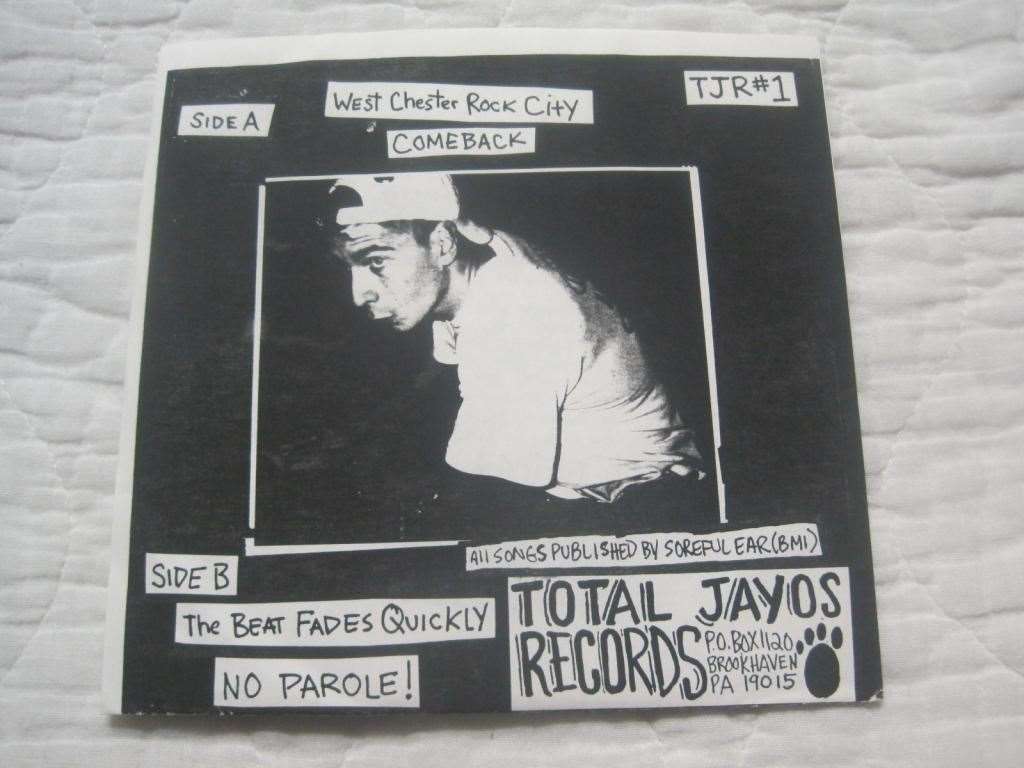 SIDE A
WEST CHESTER ROCK CITY
COMEBACK
TJR#1
All SONGS PUBLISHED BY SOREFUL EAR (BMI)
SIDE B
The BEAT FADES QUICKLY
NO PAROLE!
TOTAL JAYOS
RECORDS
P.O. BOX 1120
BROOKHAVEN
PA 19015